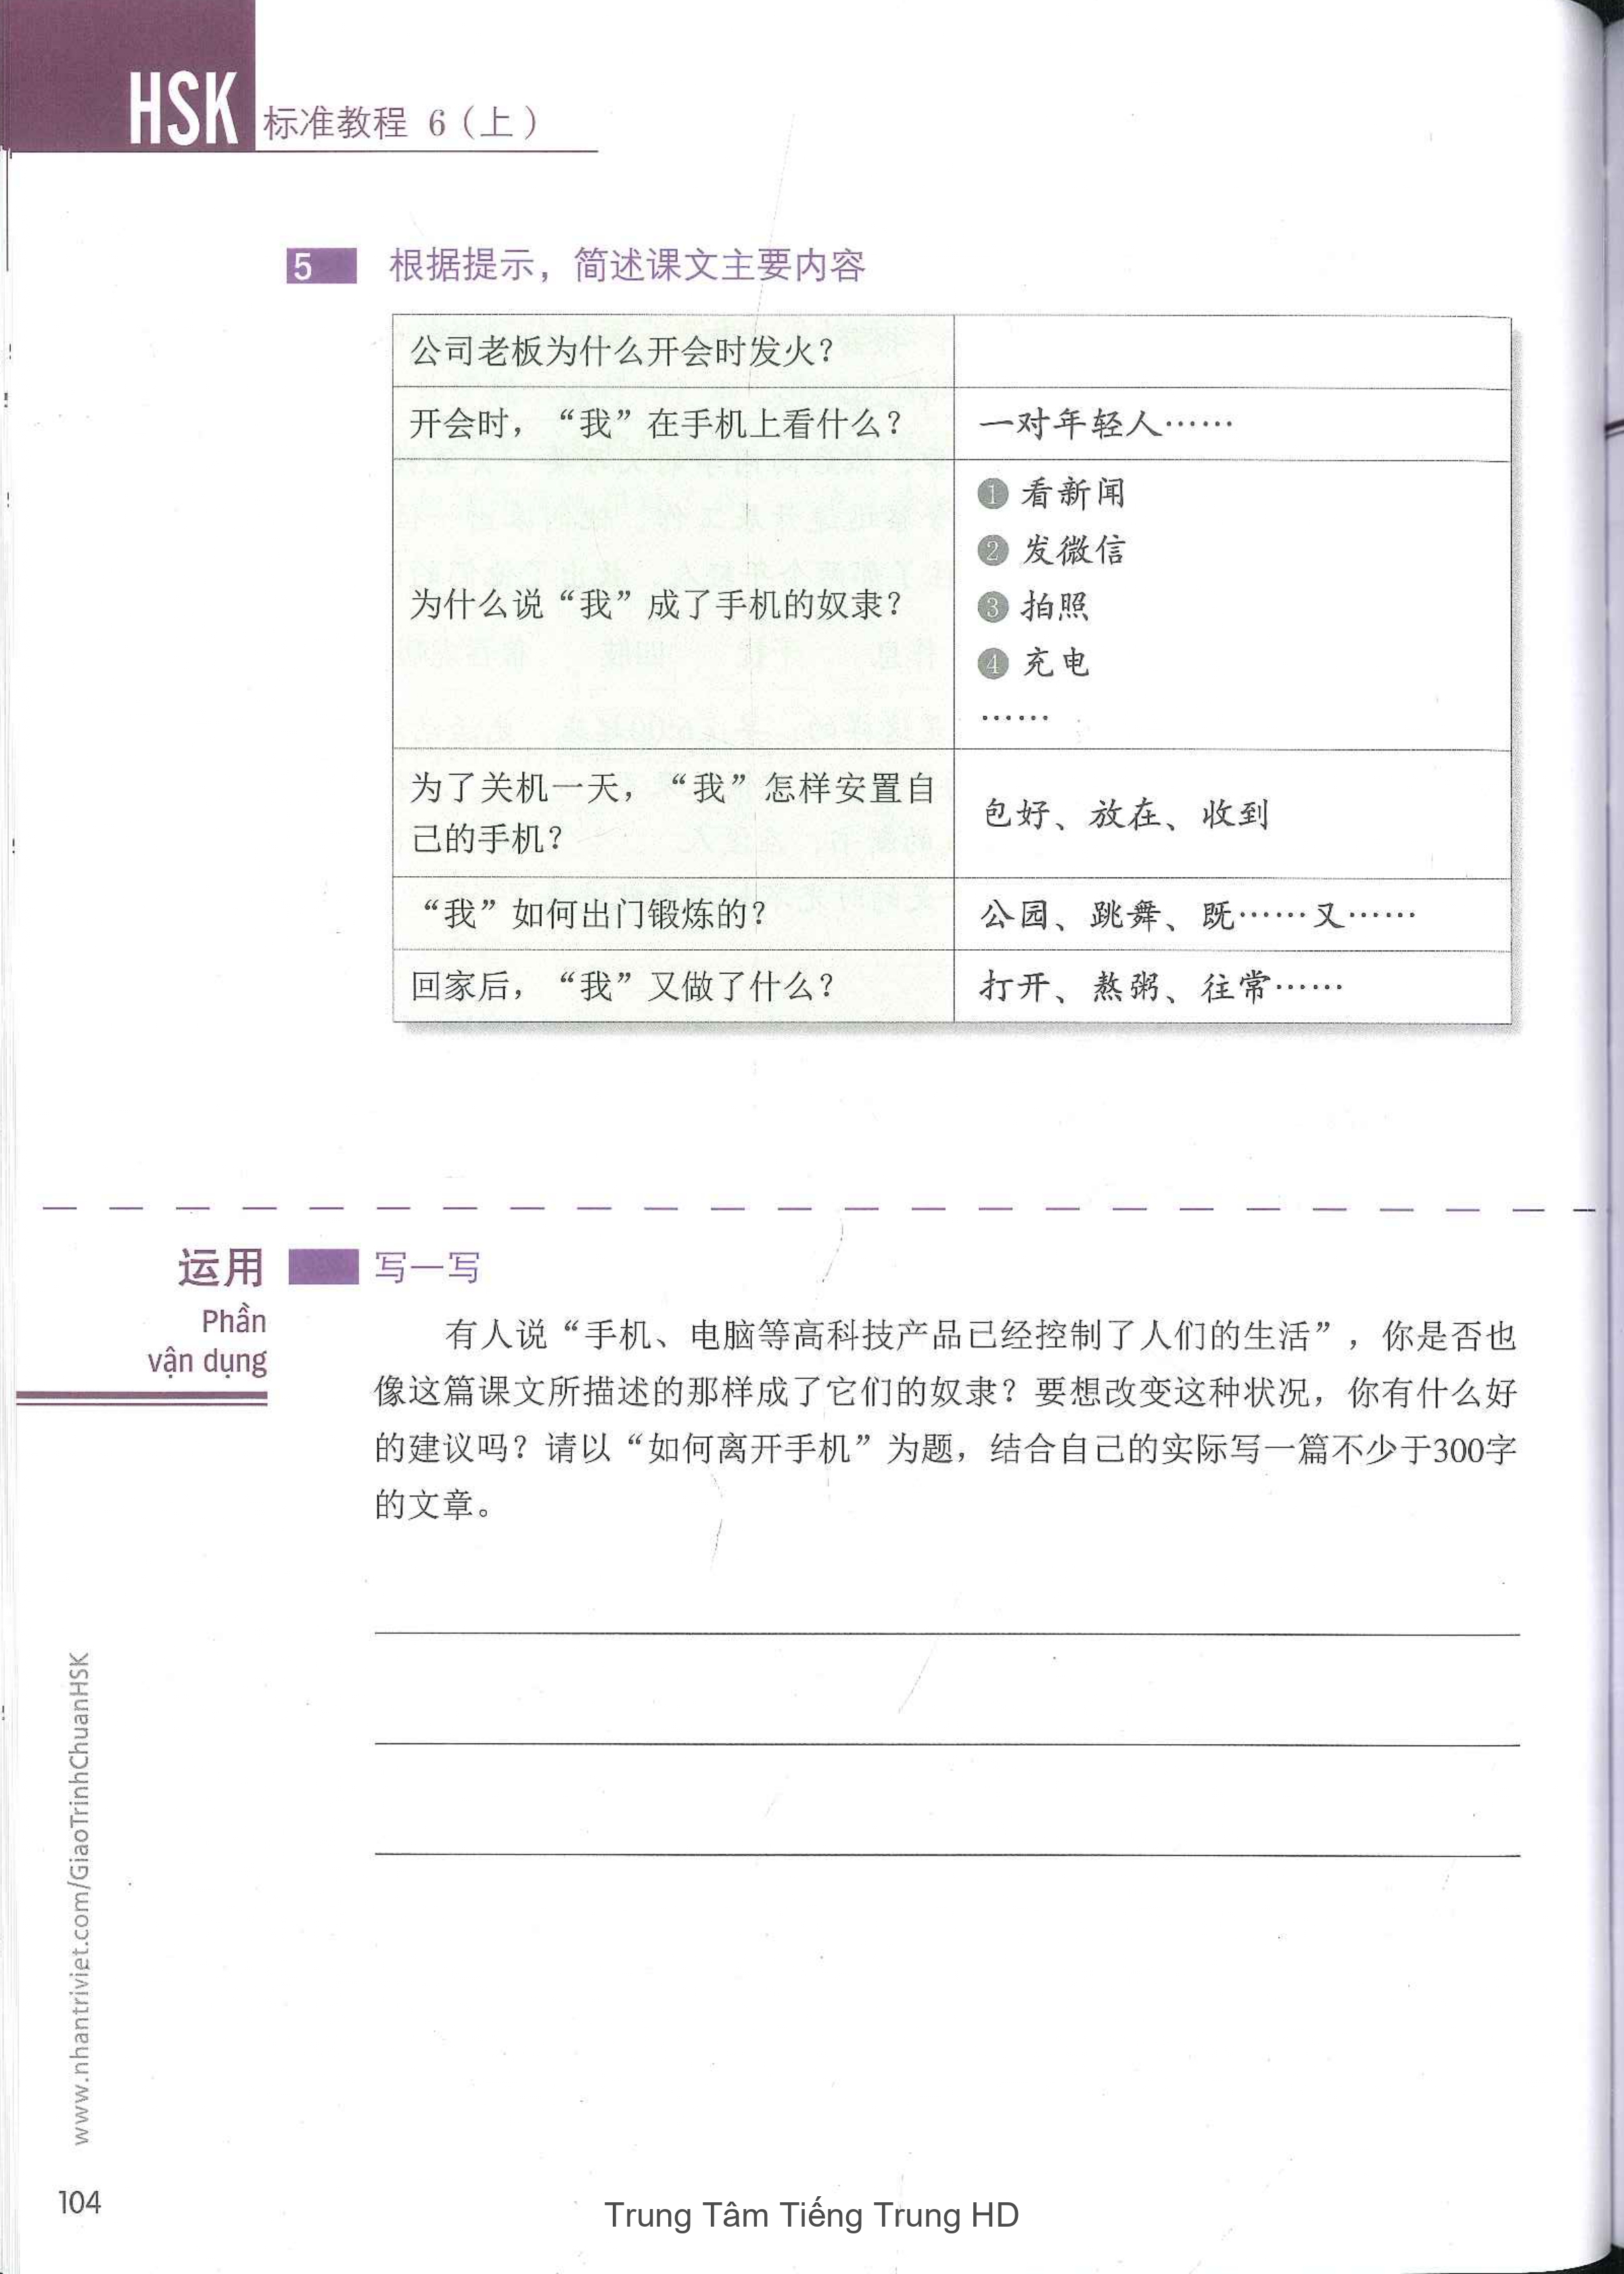 HSK 标准教程 6（上）
5 根据提示，简述课文主要内容
公司老板为什么开会时发火？
开会时，“我”在手机上看什么？ 一对年轻人……
为什么说“我”成了手机的奴隶？
1 看新闻
2 发微信
3 拍照
4 充电
……
为了关机一天，“我”怎样安置自
己的手机？
包好、放在、收到
“我”如何出门锻炼的？ 公园、跳舞、既……又……
回家后，“我”又做了什么？ 打开、熬粥、往常……
运用 写一写
Phần
vận dụng
有人说“手机、电脑等高科技产品已经控制了人们的生活”，你是否也
像这篇课文所描述的那样成了它们的奴隶？要想改变这种状况，你有什么好
的建议吗？请以“如何离开手机”为题，结合自己的实际写一篇不少于300字
的文章。
www.nhantriviet.com/GiaoTrinhChuanHSK
104
Trung Tâm Tiếng Trung HD